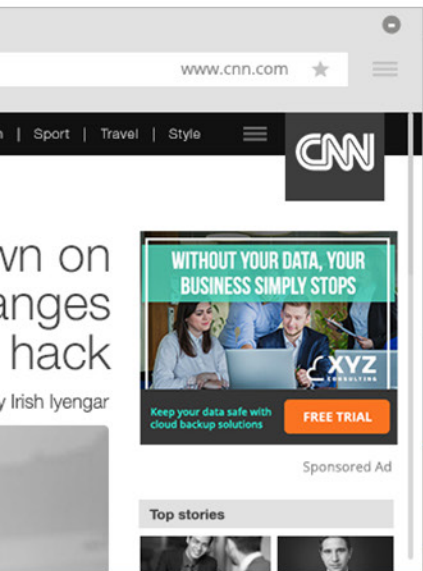 www.cnn.com
| Sport | Travel | Style
CNN
wn on
anges
hack
y Irish Iyengar
WITHOUT YOUR DATA, YOUR
BUSINESS SIMPLY STOPS
XYZ
CONSULTING
Keep your data safe with
cloud backup solutions
FREE TRIAL
Sponsored Ad
Top stories